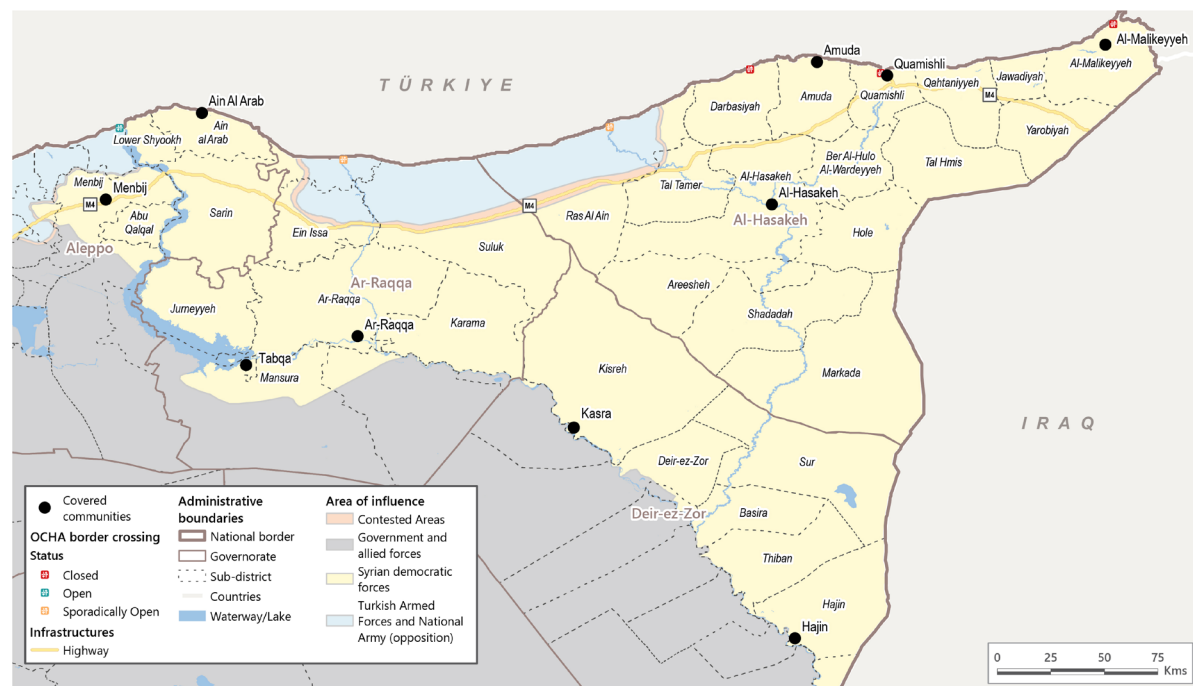 TÜRKIYE
Al-Malikeyyeh
Al-Malikeyyeh
Amuda
Quamishli
Qahtaniyyeh
Jawadiyah
Ain Al Arab
Darbasiyah
Amuda
Quamishli
M4
Lower Shyookh
Ain
al Arab
Yarobiyah
Ber Al-Hulo
Al-Wardeyyeh
Tal Hmis
Menbij
Menbij
Tal Tamer
Al-Hasakeh
Al-Hasakeh
M4
Abu
Qalqal
Sarin
M4
Ras Al Ain
Al-Hasakeh
Ein Issa
Suluk
Hole
Aleppo
Ar-Raqqa
Areesheh
Jurneyyeh
Ar-Raqqa
Ar-Raqqa
Karama
Shadadah
Tabqa
Mansura
Kisreh
Markada
Kasra
IRAQ
Deir-ez-Zor
Sur
Deir-ez-Zor
Basira
Thiban
Hajin
Hajin
Covered
communities
OCHA border crossing
Status
Closed
Open
Sporadically Open
Infrastructures
Highway
Administrative
boundaries
National border
Governorate
Sub-district
Countries
Waterway/Lake
Area of influence
Contested Areas
Government and
allied forces
Syrian democratic
forces
Turkish Armed
Forces and National
Army (opposition)
0 25 50 75
Kms